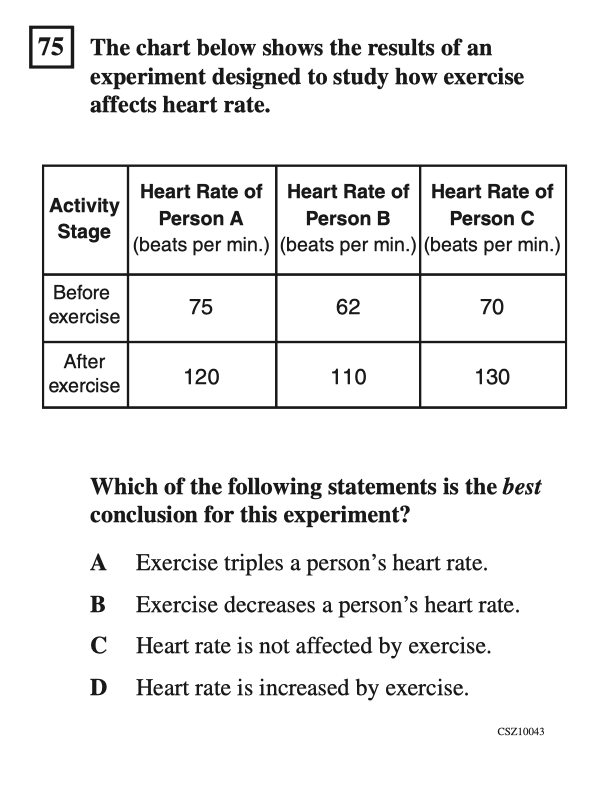 75
The chart below shows the results of an
experiment designed to study how exercise
affects heart rate.
Activity
Stage
Heart Rate of
Person A
(beats per min.)
Heart Rate of
Person B
(beats per min.)
Heart Rate of
Person C
(beats per min.)
Before
exercise
75
62
70
After
exercise
120
110
130
Which of the following statements is the best
conclusion for this experiment?
A Exercise triples a person’s heart rate.
B Exercise decreases a person’s heart rate.
C Heart rate is not affected by exercise.
D Heart rate is increased by exercise.
CSZ10043